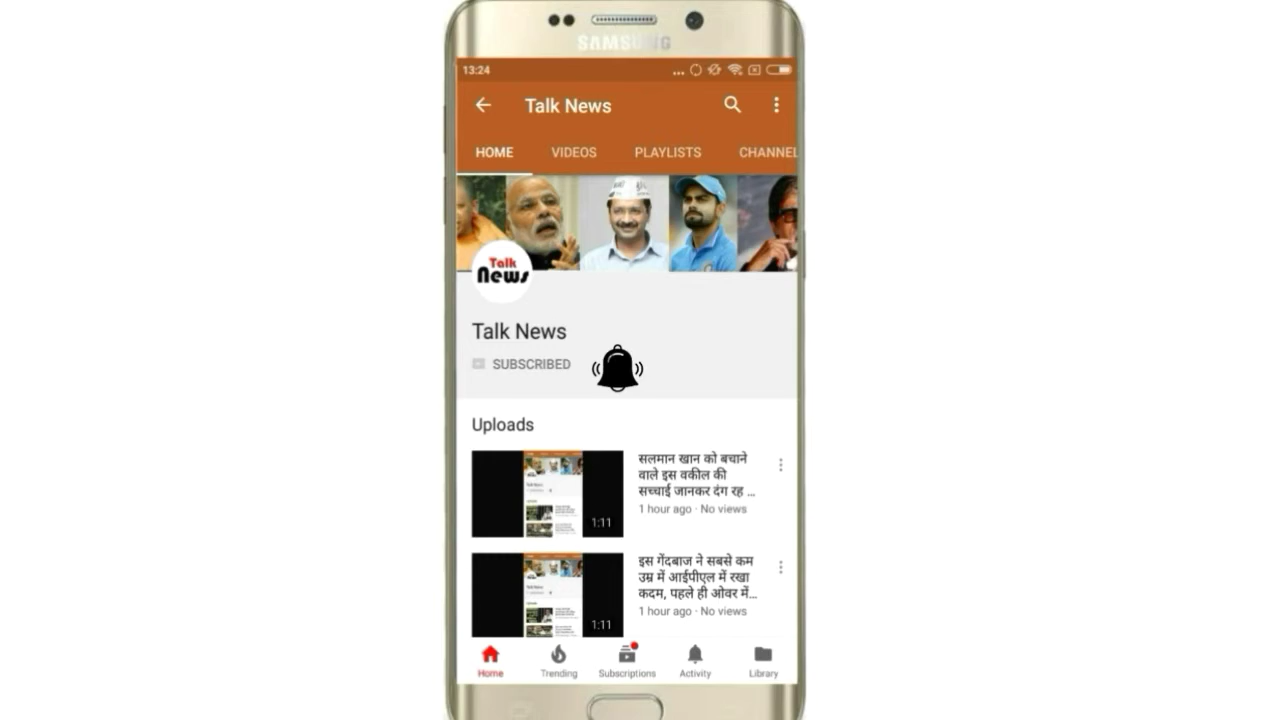 SAMSUNG
13:24
Talk News
HOME VIDEOS PLAYLISTS CHANNEL
Talk
News
Talk News
SUBSCRIBED
Uploads
सलमान खान को बचाने
वाले इस वकील की
सच्चाई जानकर दंग रह ...
1 hour ago · No views
1:11
इस गेंदबाज ने सबसे कम
उम्र में आईपीएल में रखा
कदम, पहले ही ओवर में...
1 hour ago · No views
1:11
Home Trending Subscriptions Activity Library